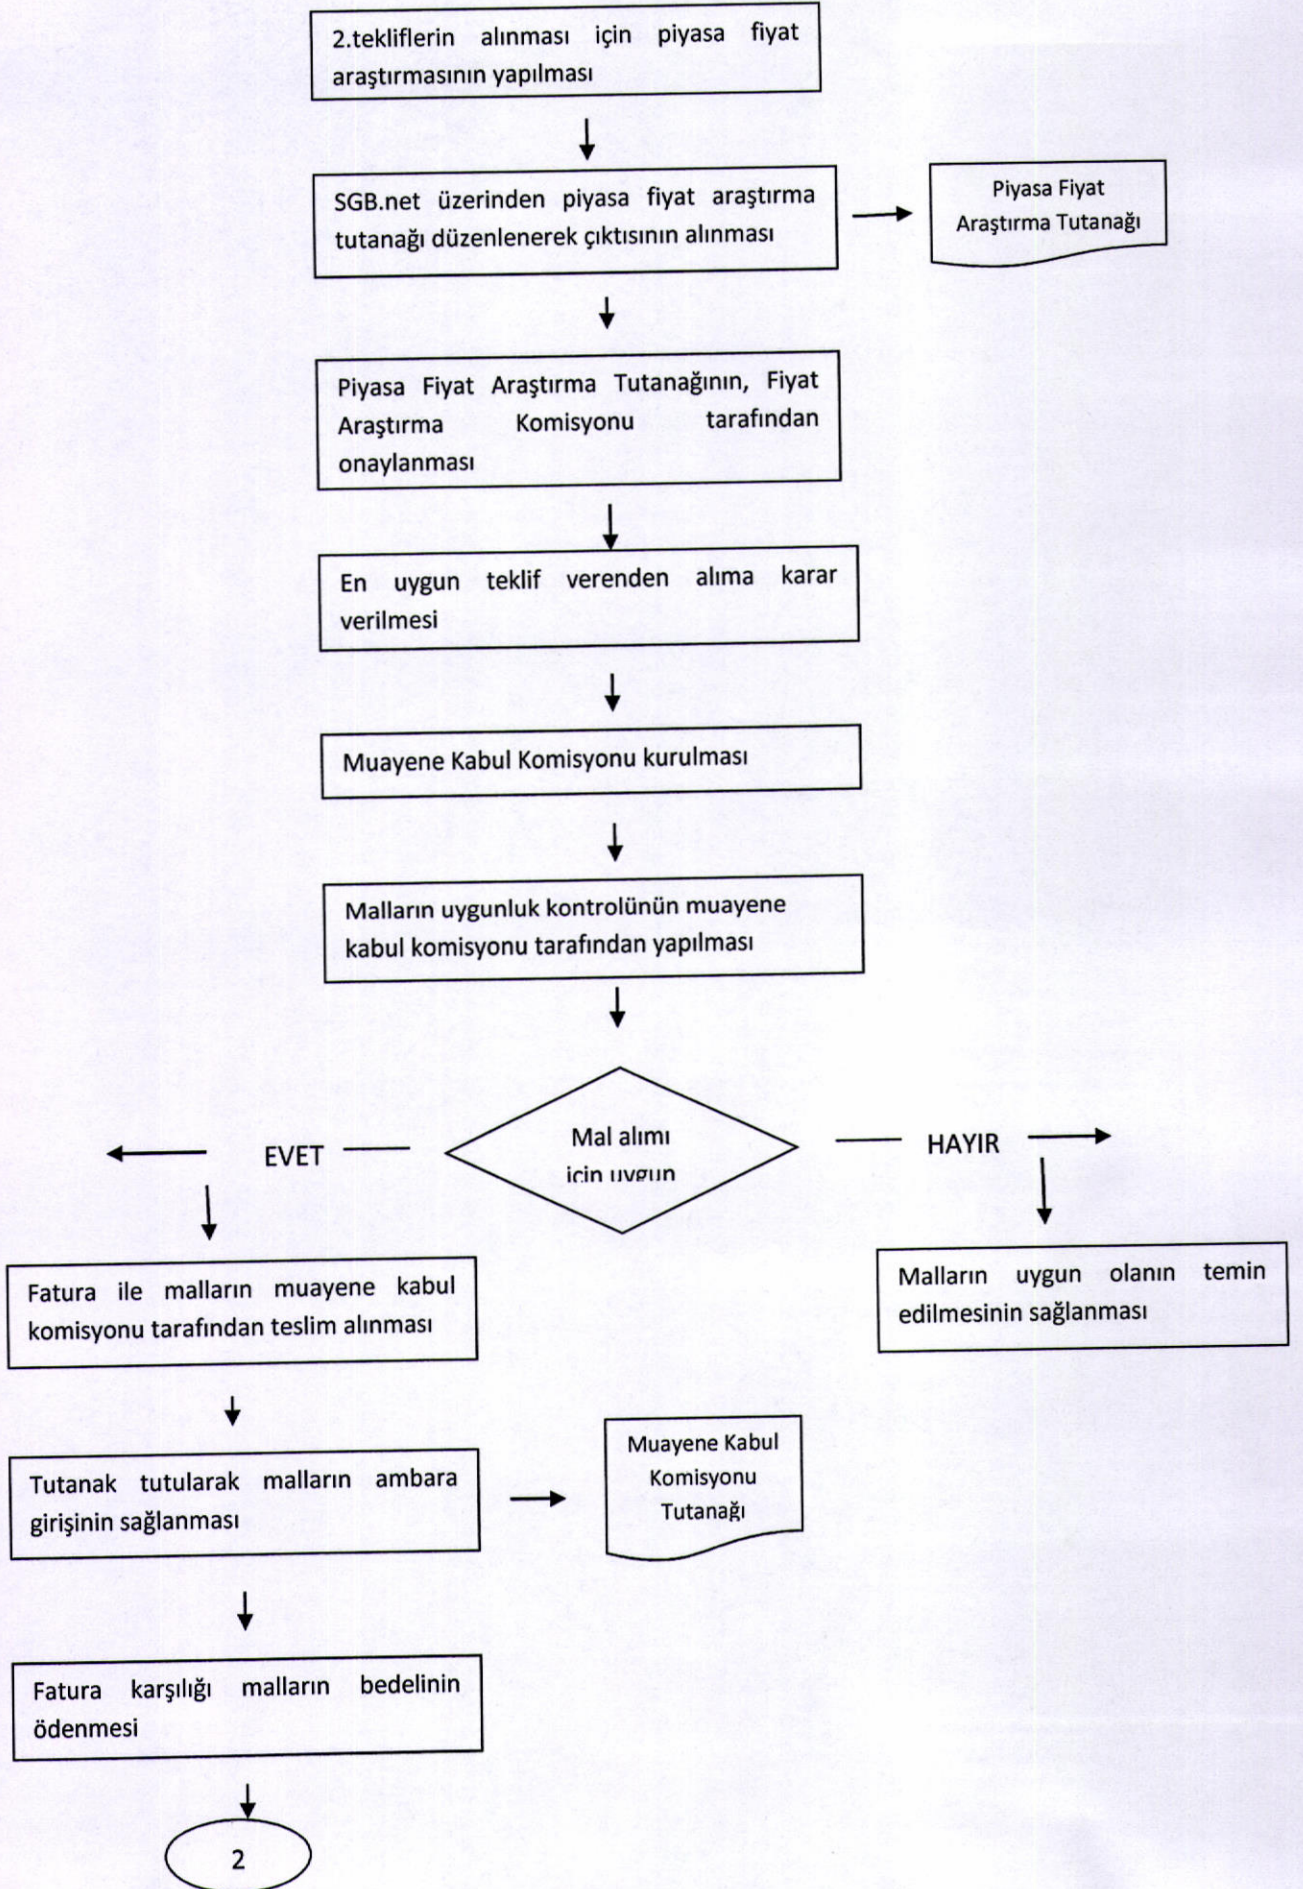 2.tekliflerin alınması için piyasa fiyat
araştırmasının yapılması
SGB.net üzerinden piyasa fiyat araştırma
tutanağı düzenlenerek çıktısının alınması
Piyasa Fiyat
Araştırma Tutanağı
Piyasa Fiyat Araştırma Tutanağının, Fiyat
Araştırma Komisyonu tarafından
onaylanması
En uygun teklif verenden alıma karar
verilmesi
Muayene Kabul Komisyonu kurulması
Malların uygunluk kontrolünün muayene
kabul komisyonu tarafından yapılması
Mal alımı
için uygun
EVET
HAYIR
Fatura ile malların muayene kabul
komisyonu tarafından teslim alınması
Malların uygun olanın temin
edilmesinin sağlanması
Tutanak tutularak malların ambara
girişinin sağlanması
Muayene Kabul
Komisyonu
Tutanağı
Fatura karşılığı malların bedelinin
ödenmesi
2